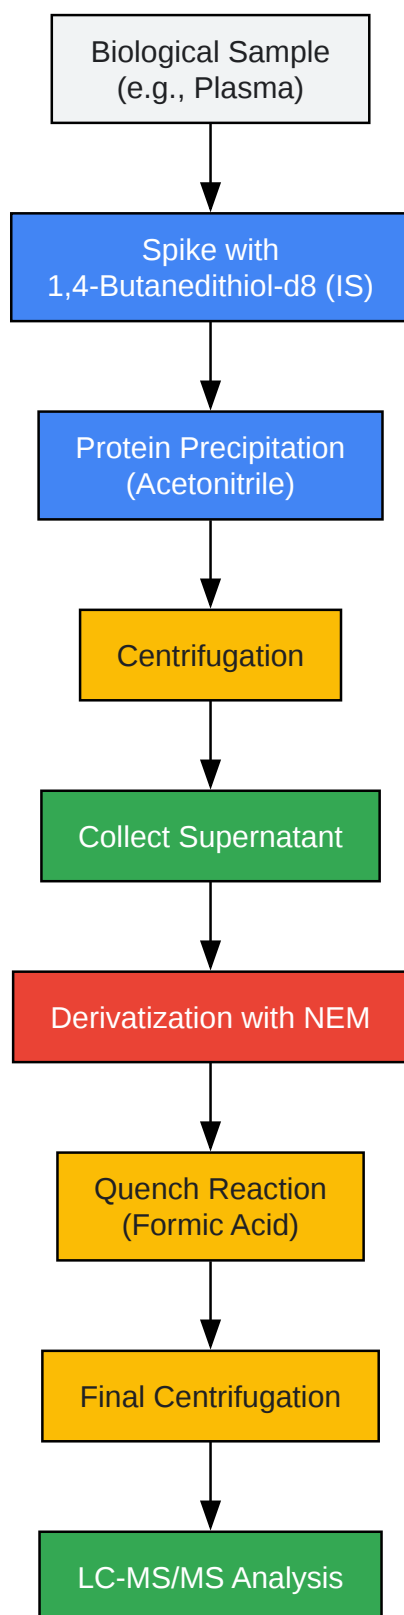 Biological Sample
(e.g., Plasma)
Spike with
1,4-Butanedithiol-d8 (IS)
Protein Precipitation
(Acetonitrile)
Centrifugation
Collect Supernatant
Derivatization with NEM
Quench Reaction
(Formic Acid)
Final Centrifugation
LC-MS/MS Analysis